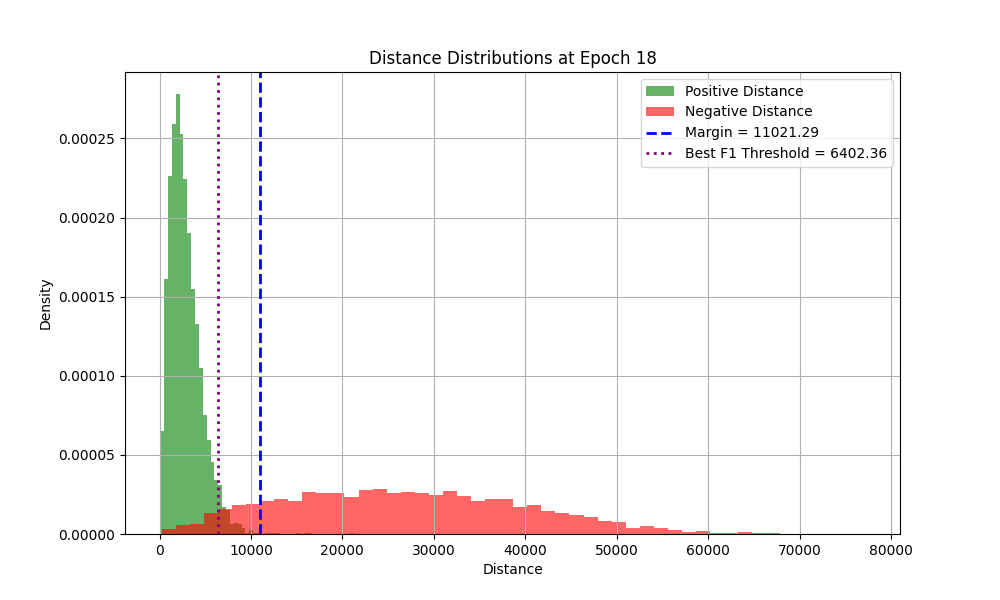 Distance Distributions at Epoch 18
Positive Distance
Negative Distance
Margin = 11021.29
Best F1 Threshold = 6402.36
Density
0.00025
0.00020
0.00015
0.00010
0.00005
0.00000
0 10000 20000 30000 40000 50000 60000 70000 80000
Distance